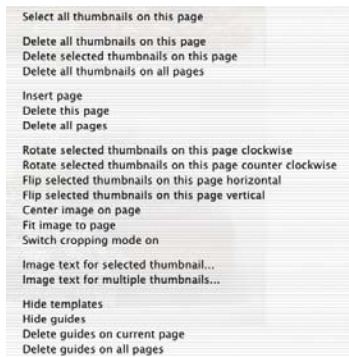 Select all thumbnails on this page
Delete all thumbnails on this page
Delete selected thumbnails on this page
Delete all thumbnails on all pages
Insert page
Delete this page
Delete all pages
Rotate selected thumbnails on this page clockwise
Rotate selected thumbnails on this page counter clockwise
Flip selected thumbnails on this page horizontal
Flip selected thumbnails on this page vertical
Center image on page
Fit image to page
Switch cropping mode on
Image text for selected thumbnail...
Image text for multiple thumbnails...
Hide templates
Hide guides
Delete guides on current page
Delete guides on all pages